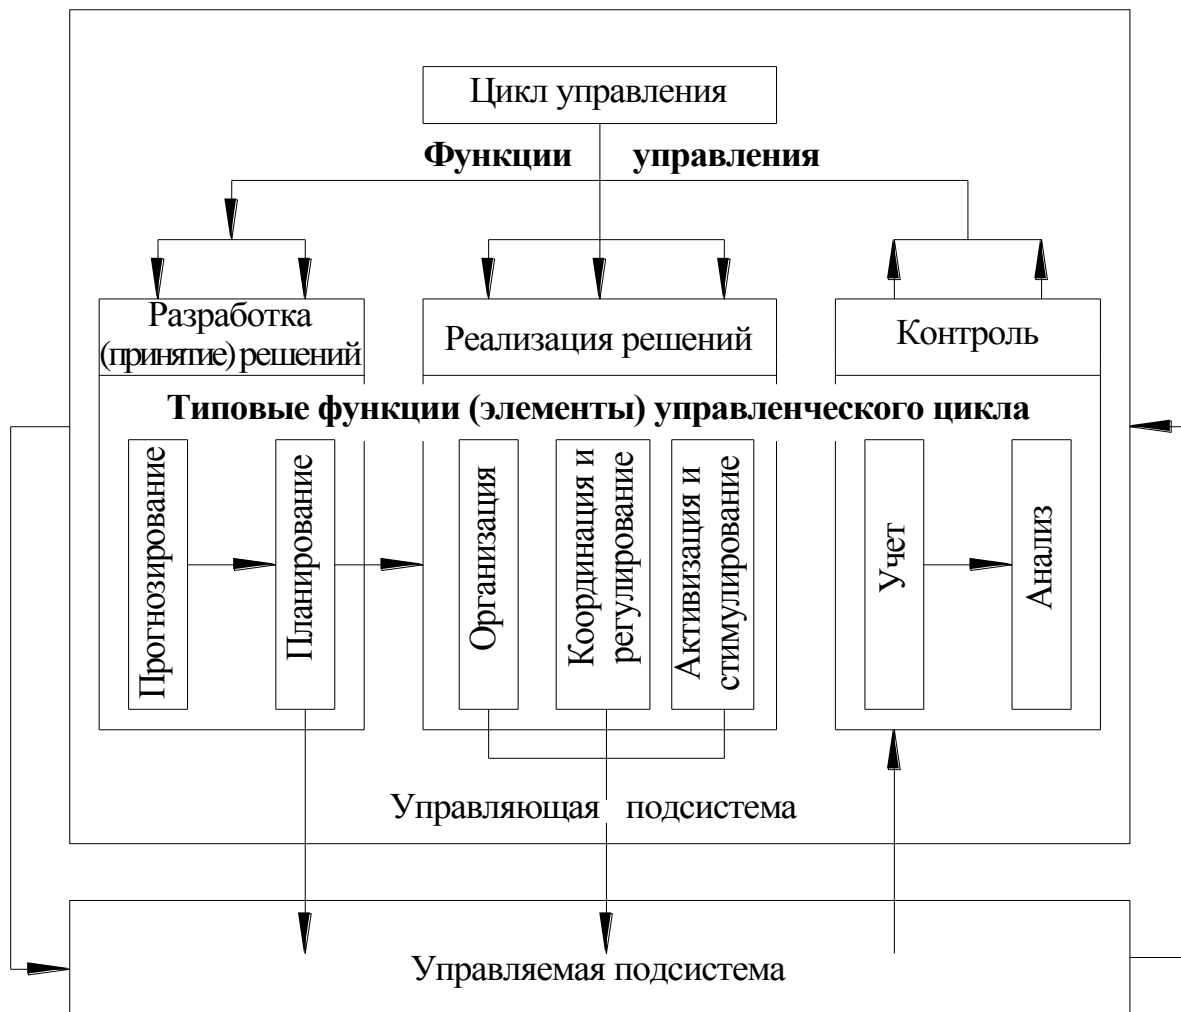 Цикл управления
Функции управления
Разработка
(принятие) решений
Реализация решений
Контроль
Типовые функции (элементы) управленческого цикла
Прогнозирование
Планирование
Организация
Координация и
регулирование
Активизация и
стимулирование
Учет
Анализ
Управляющая подсистема
Управляемая подсистема